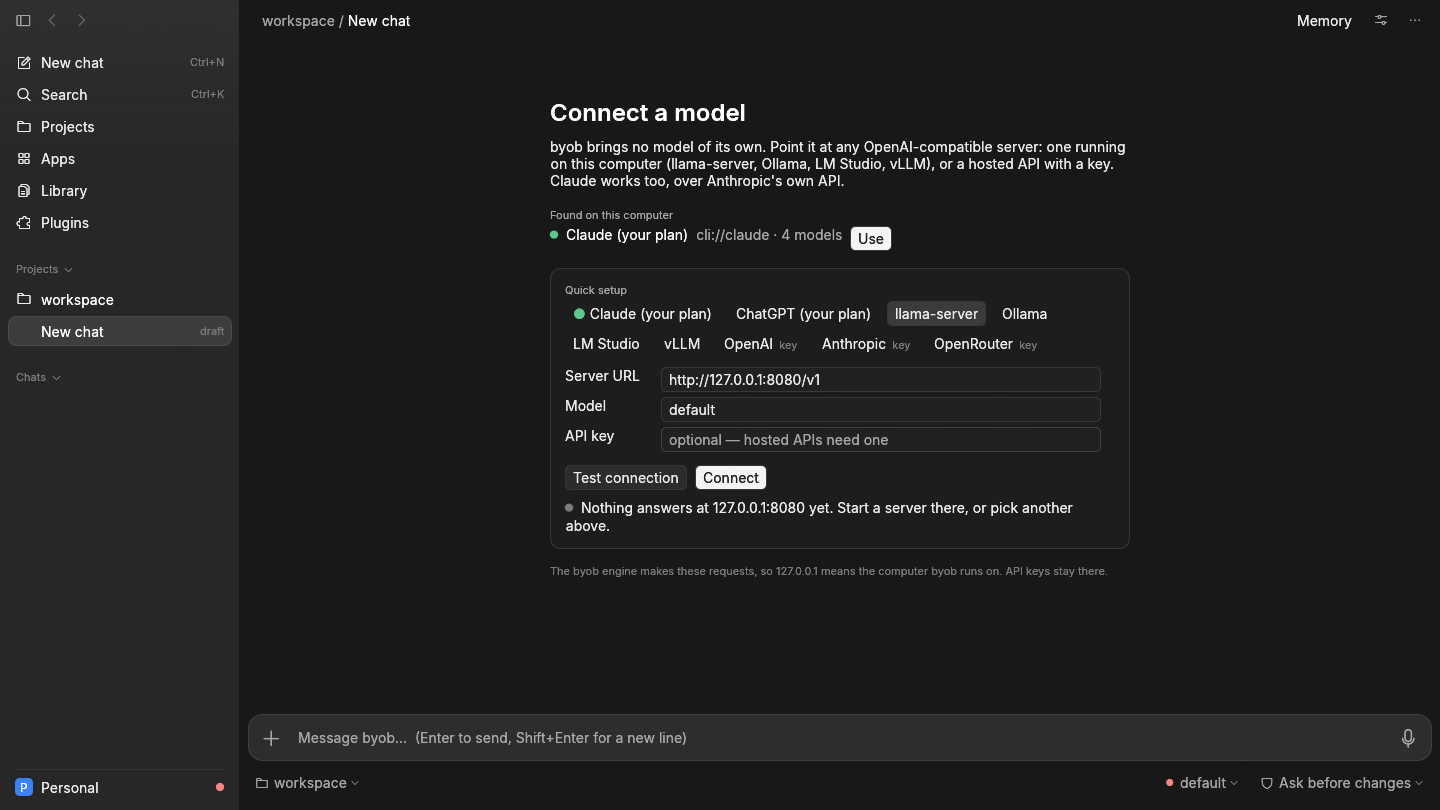 workspace / New chat
Memory
New chat Ctrl+N
Search Ctrl+K
Projects
Apps
Library
Plugins
Projects
workspace
New chat draft
Chats
P Personal
Connect a model
byob brings no model of its own. Point it at any OpenAI-compatible server: one running
on this computer (llama-server, Ollama, LM Studio, vLLM), or a hosted API with a key.
Claude works too, over Anthropic's own API.
Found on this computer
Claude (your plan) cli://claude · 4 models Use
Quick setup
Claude (your plan) ChatGPT (your plan) llama-server Ollama
LM Studio vLLM OpenAI key Anthropic key OpenRouter key
Server URL http://127.0.0.1:8080/v1
Model default
API key optional — hosted APIs need one
Test connection Connect
Nothing answers at 127.0.0.1:8080 yet. Start a server there, or pick another
above.
The byob engine makes these requests, so 127.0.0.1 means the computer byob runs on. API keys stay there.
Message byob... (Enter to send, Shift+Enter for a new line)
workspace default Ask before changes